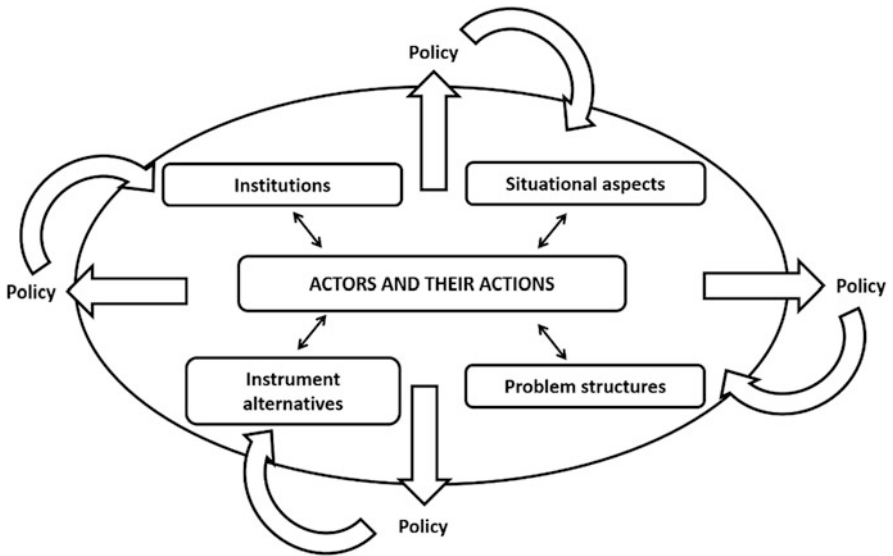 Policy
Institutions
Situational aspects
ACTORS AND THEIR ACTIONS
Policy
Policy
Instrument
alternatives
Problem structures
Policy